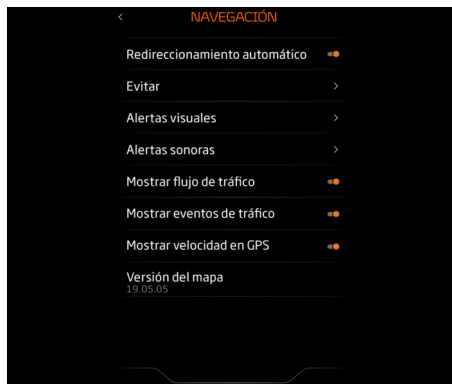 NAVEGACIÓN
Redireccionamiento automático
Evitar
Alertas visuales
Alertas sonoras
Mostrar flujo de tráfico
Mostrar eventos de tráfico
Mostrar velocidad en GPS
Versión del mapa
19.05.05